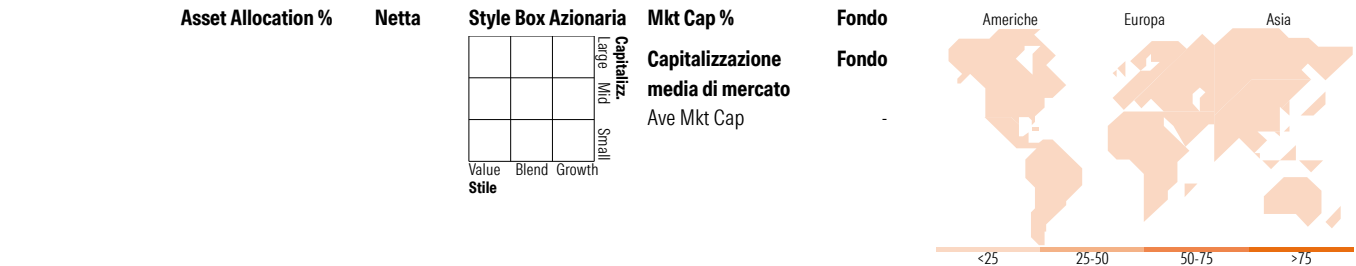 Asset Allocation % Netta
Style Box Azionaria
Capitalizz.
Large Mid Small
Value Blend Growth
Stile
Mkt Cap % Fondo
Capitalizzazione Fondo
media di mercato
Ave Mkt Cap -
Americhe Europa Asia
<25 25-50 50-75 >75